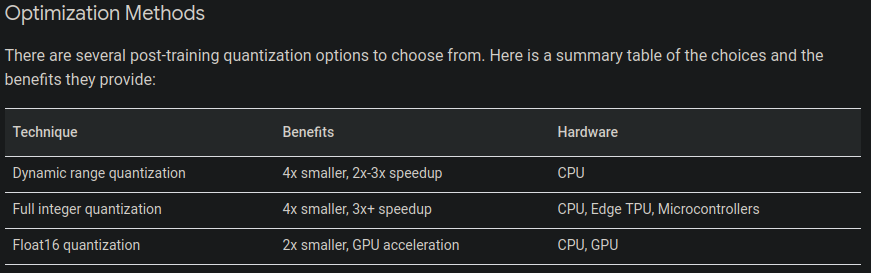 Optimization Methods
There are several post-training quantization options to choose from. Here is a summary table of the choices and the
benefits they provide:
Technique Benefits Hardware
Dynamic range quantization 4x smaller, 2x-3x speedup CPU
Full integer quantization 4x smaller, 3x+ speedup CPU, Edge TPU, Microcontrollers
Float16 quantization 2x smaller, GPU acceleration CPU, GPU